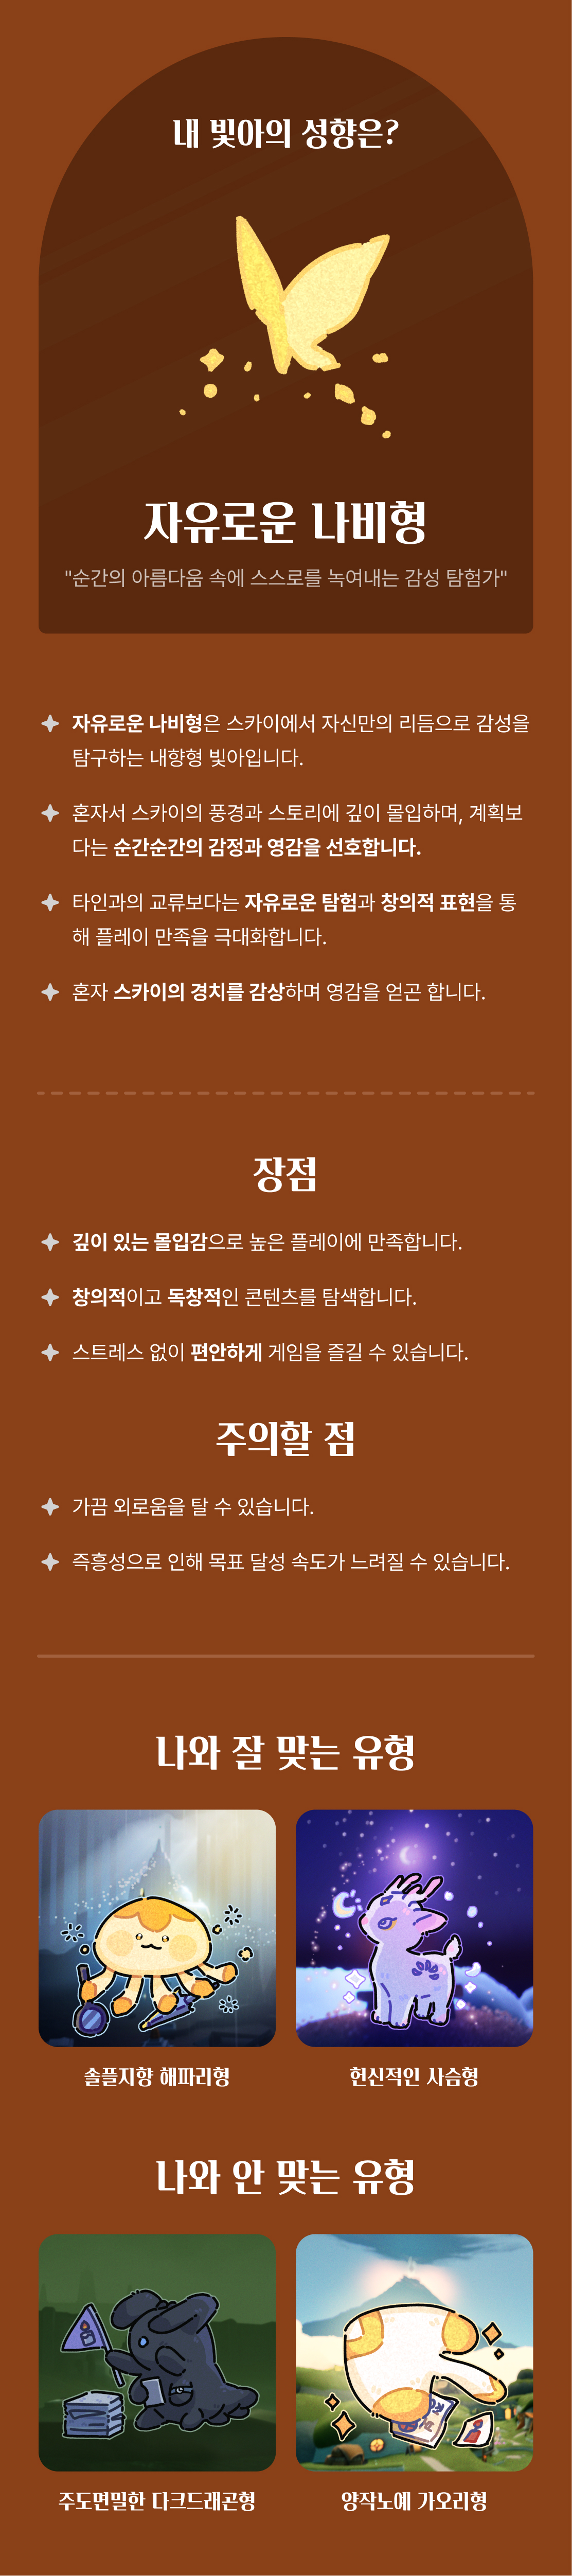 내 빛아의 성향은?
자유로운 나비형
"순간의 아름다움 속에 스스로를 녹여내는 감성 탐험가"
자유로운 나비형은 스카이에서 자신만의 리듬으로 감성을
탐구하는 내향형 빛아입니다.
혼자서 스카이의 풍경과 스토리에 깊이 몰입하며, 계획보
다는 순간순간의 감정과 영감을 선호합니다.
타인과의 교류보다는 자유로운 탐험과 창의적 표현을 통
해 플레이 만족을 극대화합니다.
혼자 스카이의 경치를 감상하며 영감을 얻곤 합니다.
장점
깊이 있는 몰입감으로 높은 플레이에 만족합니다.
창의적이고 독창적인 콘텐츠를 탐색합니다.
스트레스 없이 편안하게 게임을 즐길 수 있습니다.
주의할 점
가끔 외로움을 탈 수 있습니다.
즉흥성으로 인해 목표 달성 속도가 느려질 수 있습니다.
나와 잘 맞는 유형
솔플지향 해파리형
헌신적인 사슴형
나와 안 맞는 유형
주도면밀한 다크드래곤형
양작노예 가오리형